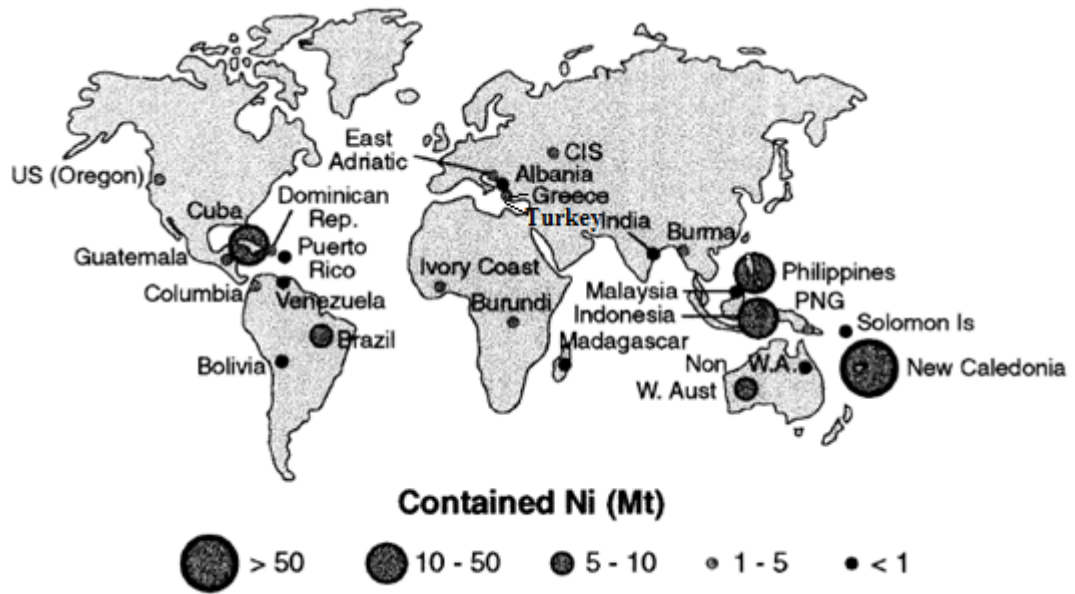 East
Adriatic
CIS
Albania
Greece
Turkey
US (Oregon)
Dominican
Rep.
Cuba
Guatemala
Puerto
Rico
Columbia
Venezuela
Brazil
Bolivia
Ivory Coast
Burundi
Madagascar
India
Burma
Philippines
Malaysia
PNG
Indonesia
Solomon Is
Non W.A.
W. Aust
New Caledonia
Contained Ni (Mt)
> 50 10 - 50 5 - 10 1 - 5 < 1